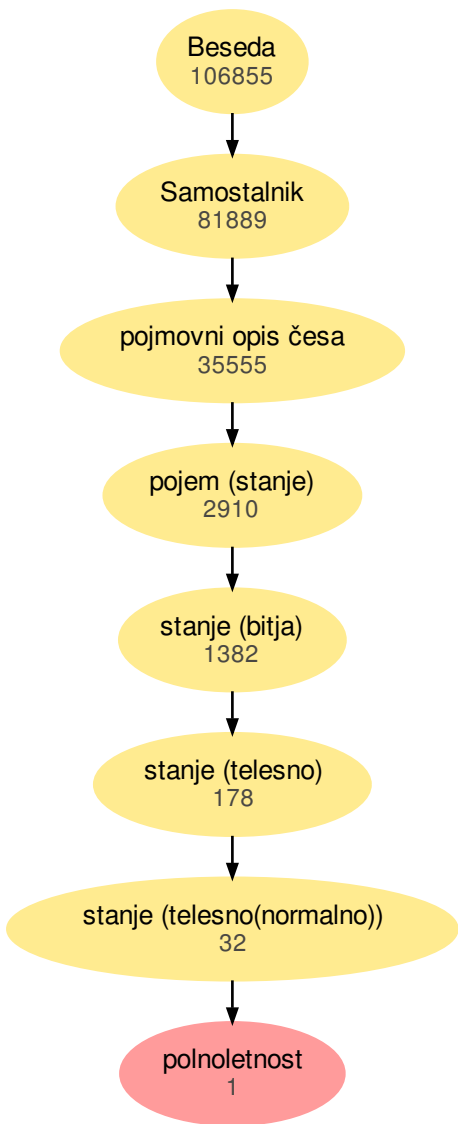 Beseda
106855
Samostalnik
81889
pojmovni opis česa
35555
pojem (stanje)
2910
stanje (bitja)
1382
stanje (telesno)
178
stanje (telesno(normalno))
32
polnoletnost
1